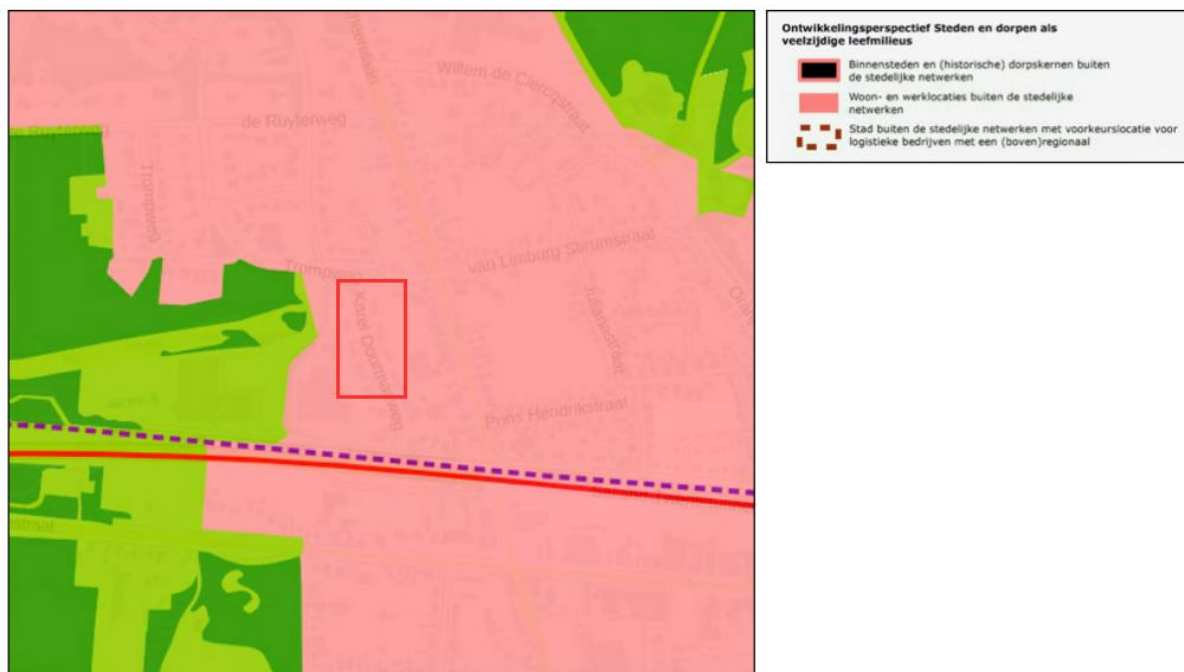 Willem de Clercqstraat
de Ruyterweg
Ruyterweg
Trompweg
van Limburg Stirumstraat
Trompweg
Karel Doormanweg
Julianastraat
Prins Hendrikstraat
straat
Ontwikkelingsperspectief Steden en dorpen als
veelzijdige leefmilieus
Binnensteden en (historische) dorpskernen buiten
de stedelijke netwerken
Woon- en werklocaties buiten de stedelijke
netwerken
Stad buiten de stedelijke netwerken met voorkeurslocatie voor
logistieke bedrijven met een (boven)regionaal